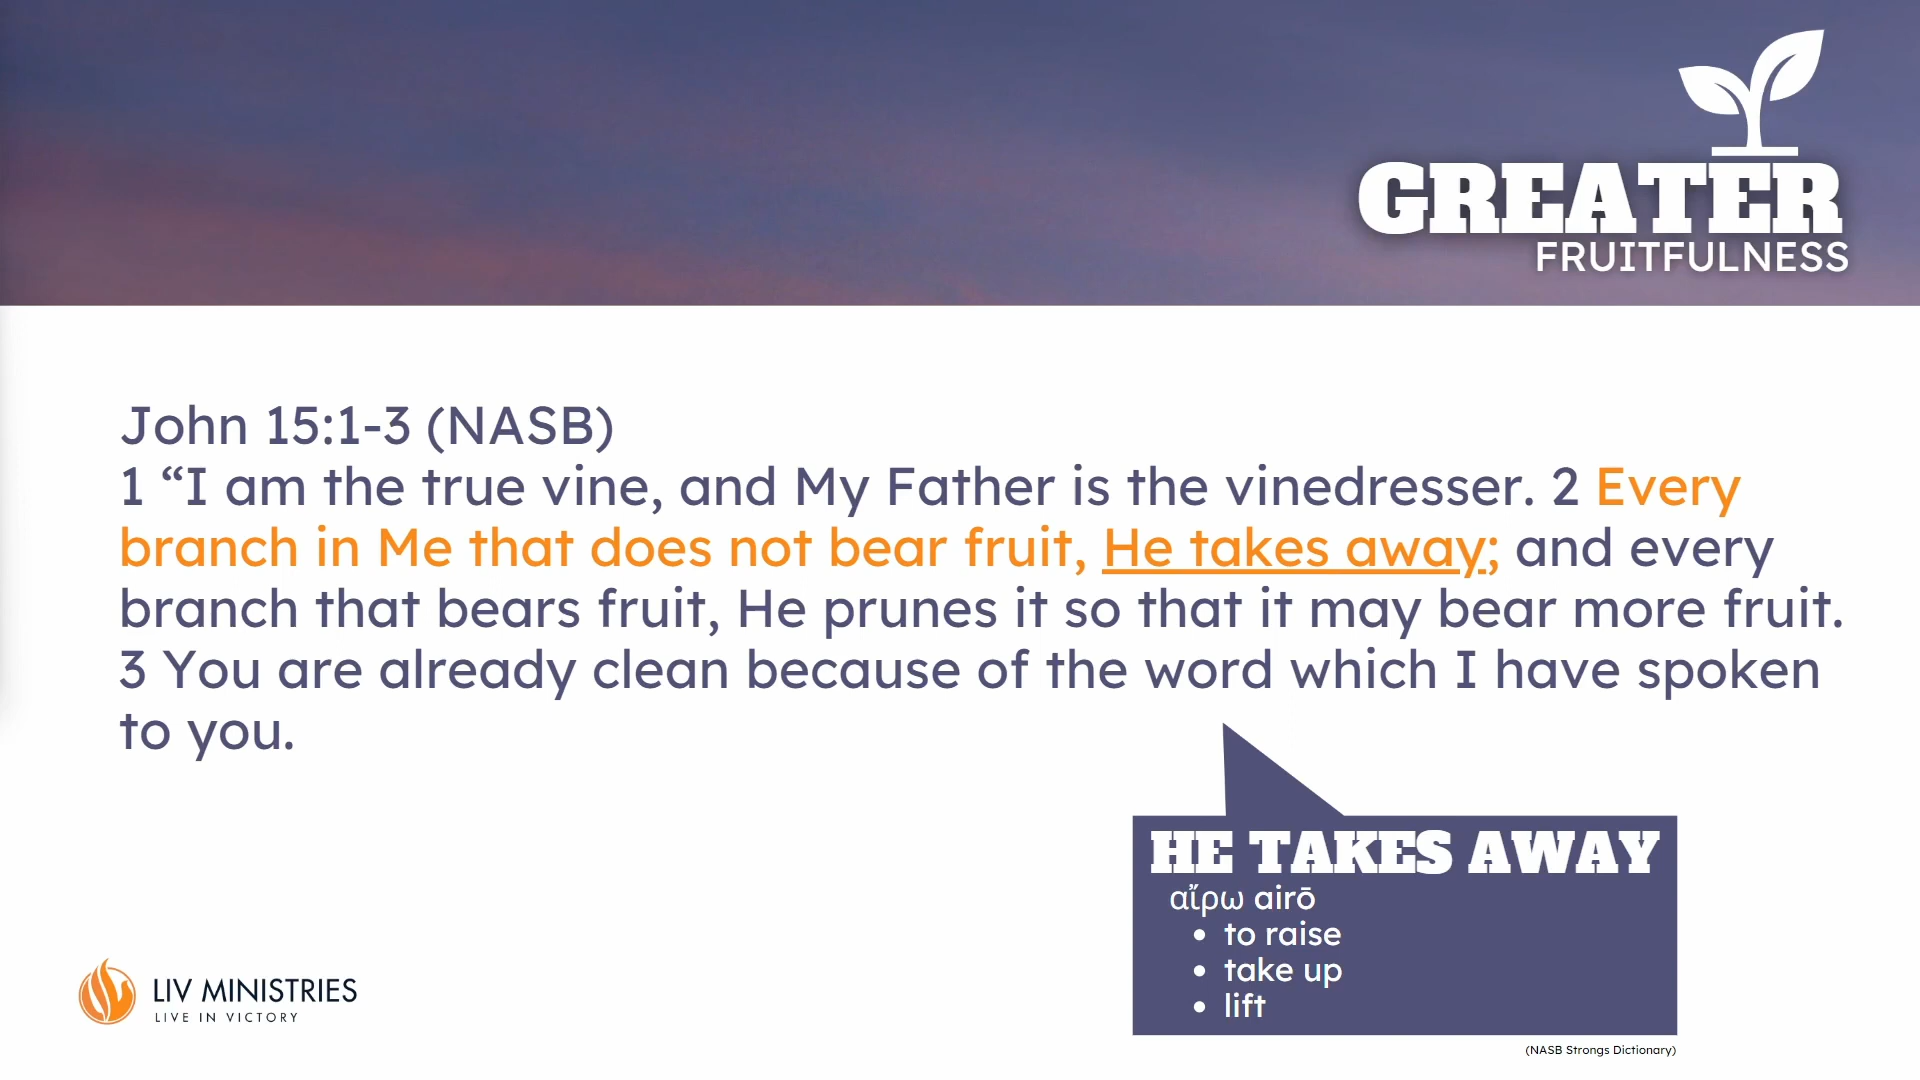 GREATER
FRUITFULNESS
John 15:1-3 (NASB)
1 “I am the true vine, and My Father is the vinedresser. 2 Every
branch in Me that does not bear fruit, He takes away; and every
branch that bears fruit, He prunes it so that it may bear more fruit.
3 You are already clean because of the word which I have spoken
to you.
HE TAKES AWAY
αἴρω airō
• to raise
• take up
• lift
(NASB Strongs Dictionary)
LIV MINISTRIES
LIVE IN VICTORY